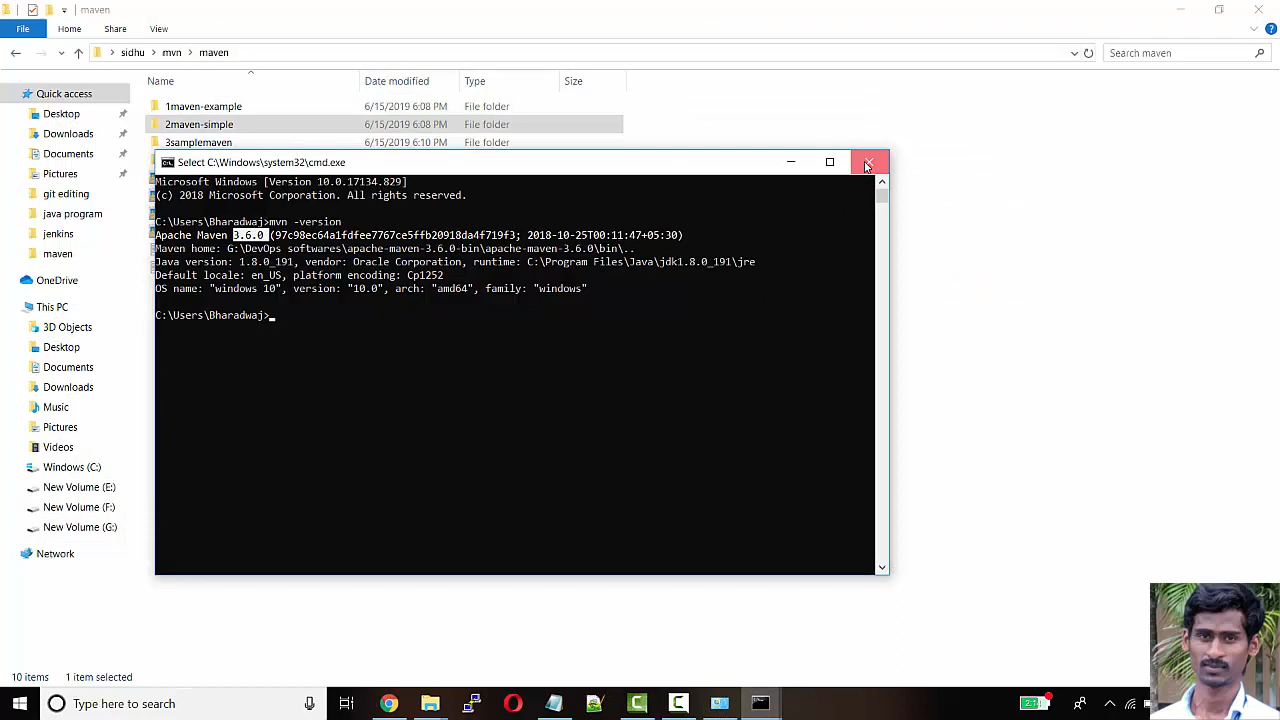 maven
File Home Share View
sidhu mvn maven
Search maven
Name Date modified Type Size
Quick access
Desktop
Downloads
Documents
Pictures
git editing
java program
jenkins
maven
OneDrive
This PC
3D Objects
Desktop
Documents
Downloads
Music
Pictures
Videos
Windows (C:)
New Volume (E:)
New Volume (F:)
New Volume (G:)
Network
1maven-example 6/15/2019 6:08 PM File folder
2maven-simple 6/15/2019 6:08 PM File folder
3samplemaven 6/15/2019 6:10 PM File folder
Select C:\Windows\system32\cmd.exe
Microsoft Windows [Version 10.0.17134.829]
(c) 2018 Microsoft Corporation. All rights reserved.
C:\Users\Bharadwaj>mvn -version
Apache Maven 3.6.0 (97c98ec64a1fdfee7767ce5ffb20918da4f719f3; 2018-10-25T00:11:47+05:30)
Maven home: G:\DevOps softwares\apache-maven-3.6.0-bin\apache-maven-3.6.0\bin\..
Java version: 1.8.0_191, vendor: Oracle Corporation, runtime: C:\Program Files\Java\jdk1.8.0_191\jre
Default locale: en_US, platform encoding: Cp1252
OS name: "windows 10", version: "10.0", arch: "amd64", family: "windows"
C:\Users\Bharadwaj>
10 items 1 item selected
Type here to search